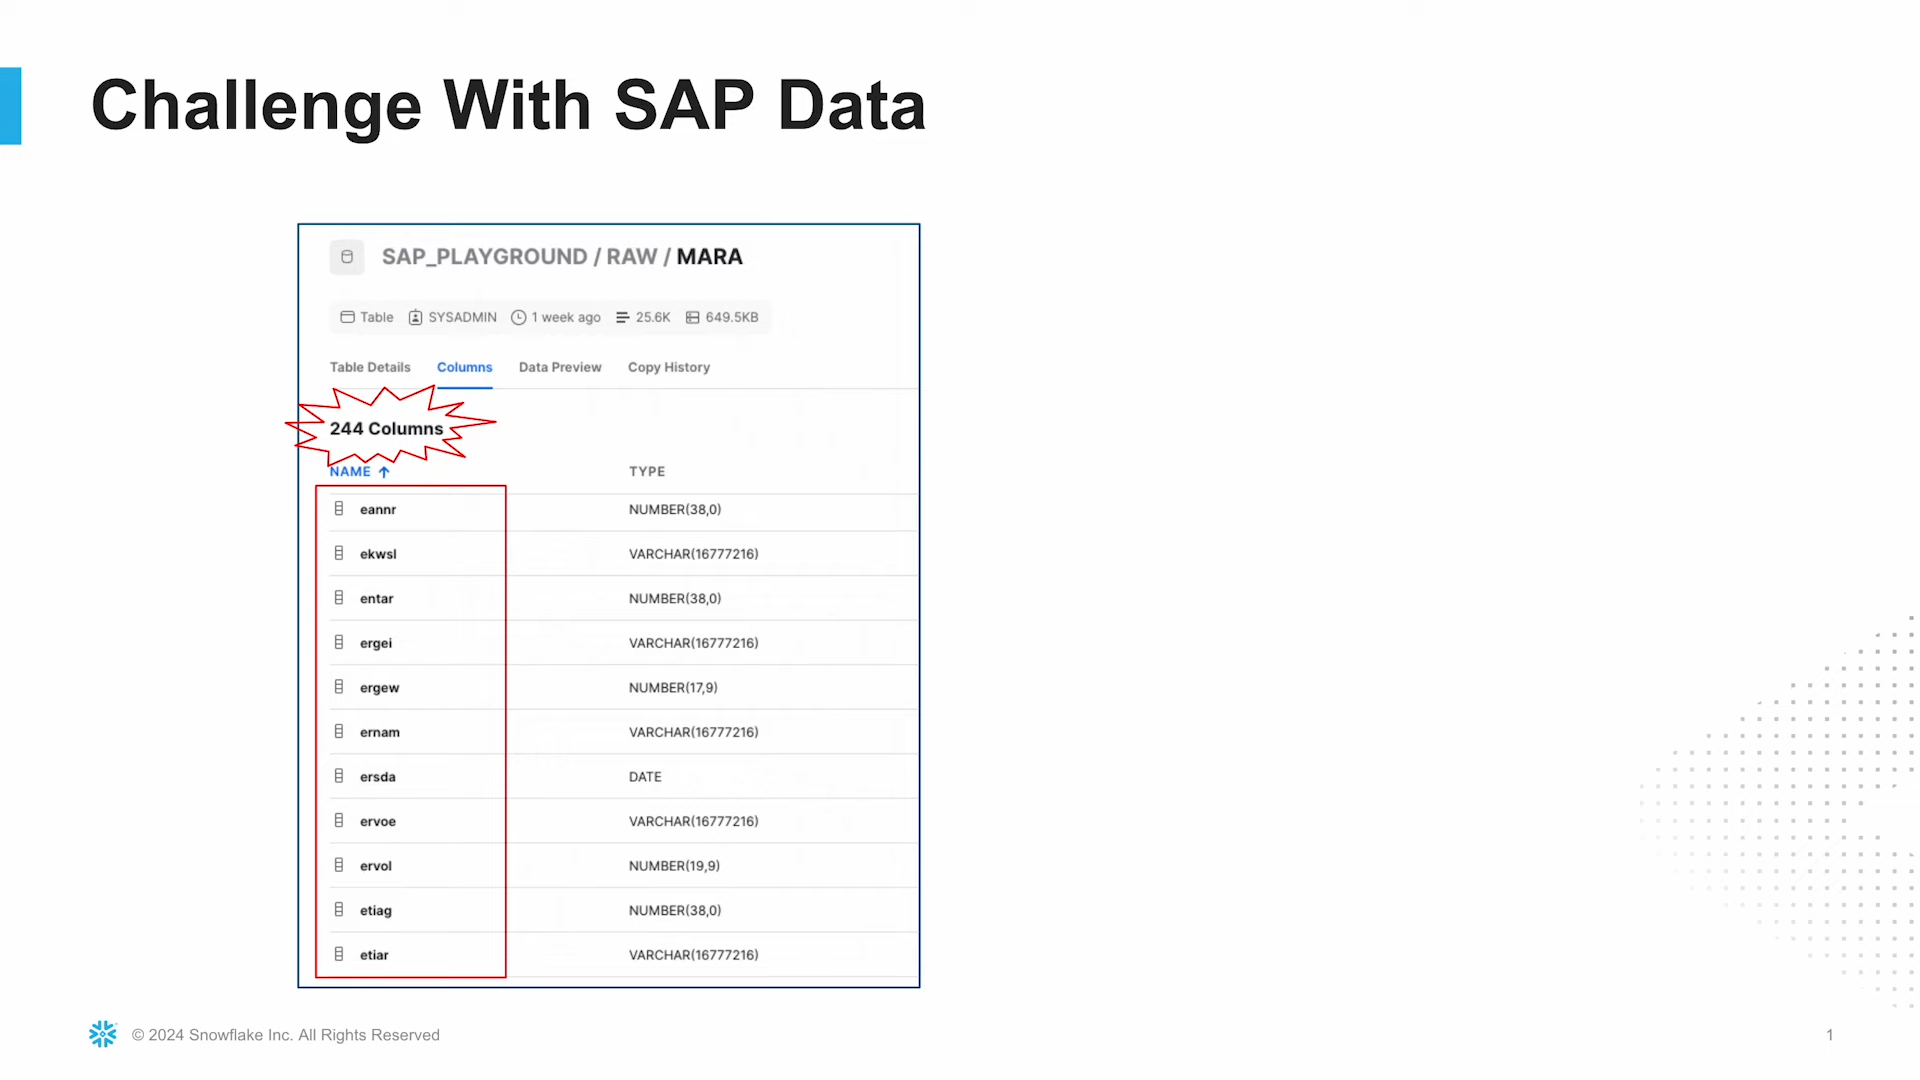 Challenge With SAP Data
SAP_PLAYGROUND / RAW / MARA
Table SYSADMIN 1 week ago 25.6K 649.5KB
Table Details Columns Data Preview Copy History
244 Columns
NAME ↑ TYPE
eannr NUMBER(38,0)
ekwsl VARCHAR(16777216)
entar NUMBER(38,0)
ergei VARCHAR(16777216)
ergew NUMBER(17,9)
ernam VARCHAR(16777216)
ersda DATE
ervoe VARCHAR(16777216)
ervol NUMBER(19,9)
etiag NUMBER(38,0)
etiar VARCHAR(16777216)
© 2024 Snowflake Inc. All Rights Reserved
1